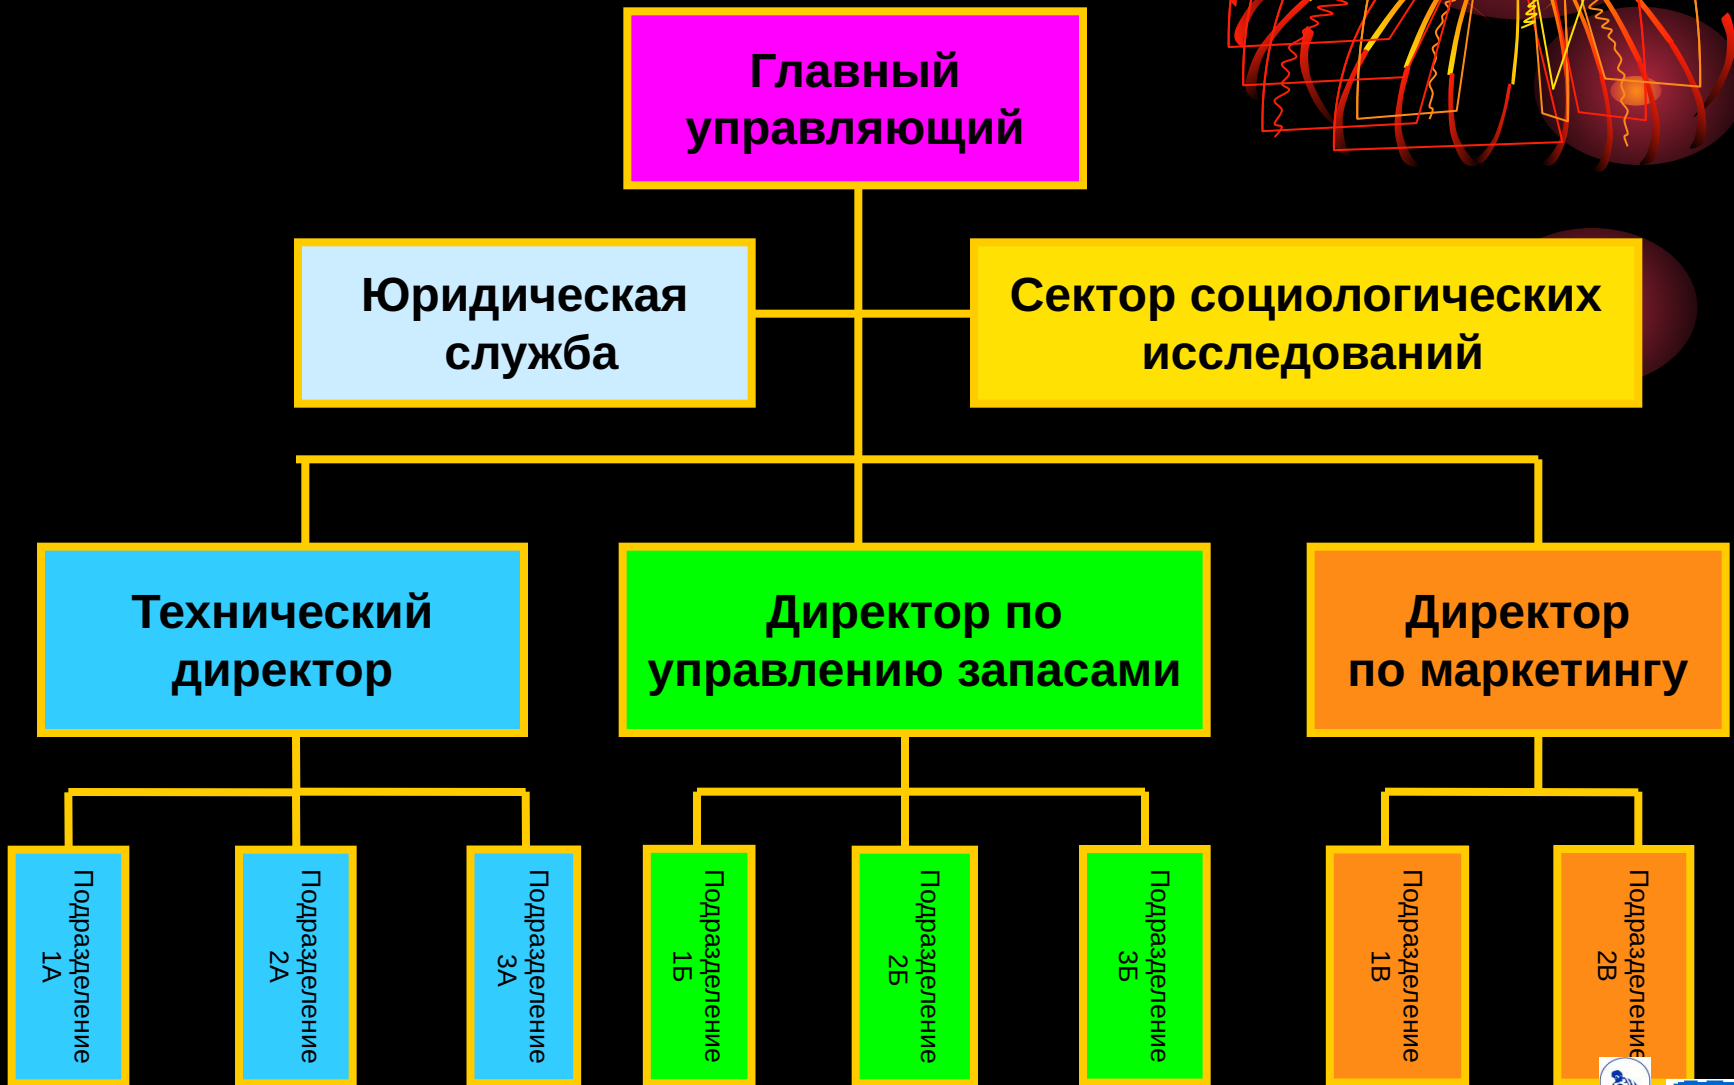 Главный
управляющий
Юридическая
служба
Сектор социологических
исследований
Технический
директор
Директор по
управлению запасами
Директор
по маркетингу
Подразделение
1А
Подразделение
2А
Подразделение
3А
Подразделение
1Б
Подразделение
2Б
Подразделение
3Б
Подразделение
1В
Подразделение
2В